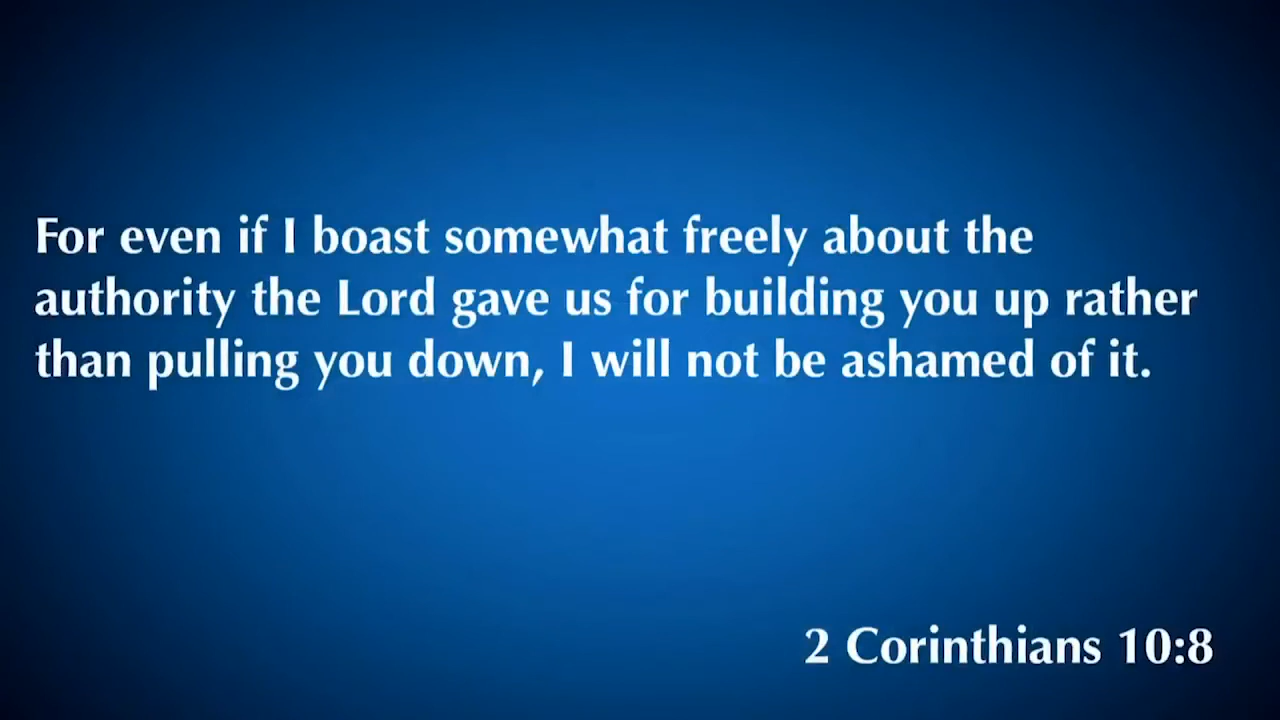 For even if I boast somewhat freely about the
authority the Lord gave us for building you up rather
than pulling you down, I will not be ashamed of it.
2 Corinthians 10:8